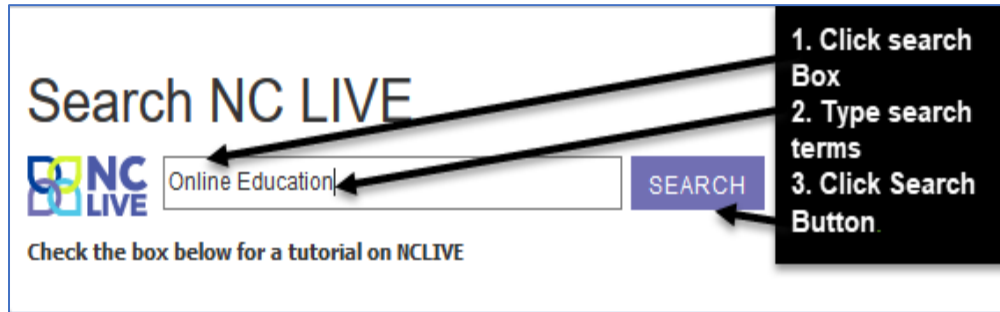 Search NC LIVE
NC
LIVE
Online Education
SEARCH
Check the box below for a tutorial on NCLIVE
1. Click search
Box
2. Type search
terms
3. Click Search
Button.